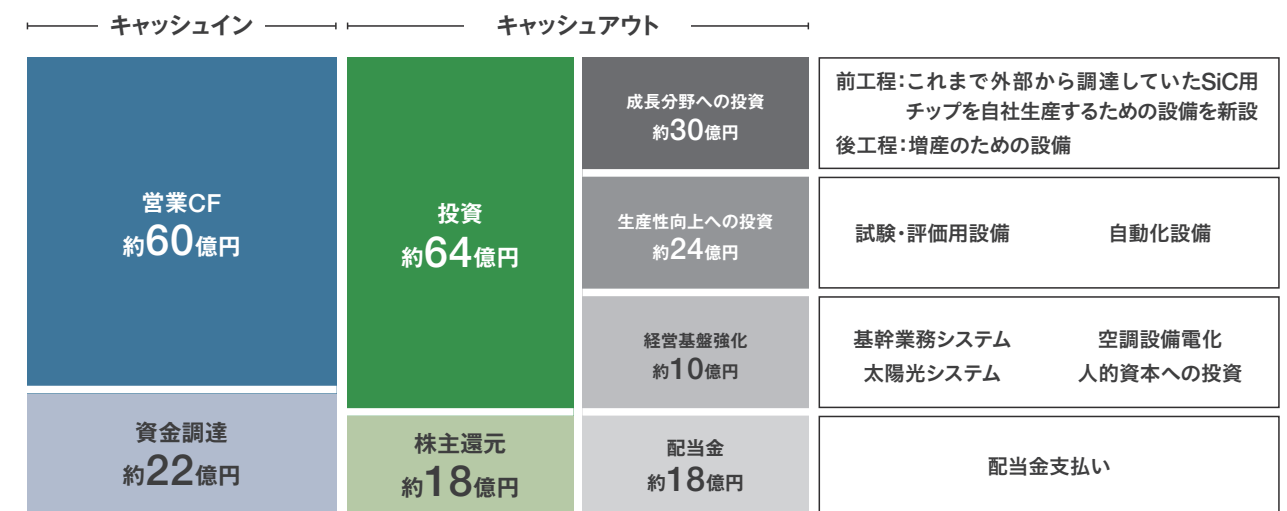 キャッシュイン
キャッシュアウト
営業CF
約60億円
資金調達
約22億円
投資
約64億円
株主還元
約18億円
成長分野への投資
約30億円
前工程：これまで外部から調達していたSiC用
チップを自社生産するための設備を新設
後工程：増産のための設備
生産性向上への投資
約24億円
試験・評価用設備
自動化設備
経営基盤強化
約10億円
基幹業務システム
空調設備電化
太陽光システム
人的資本への投資
配当金
約18億円
配当金支払い